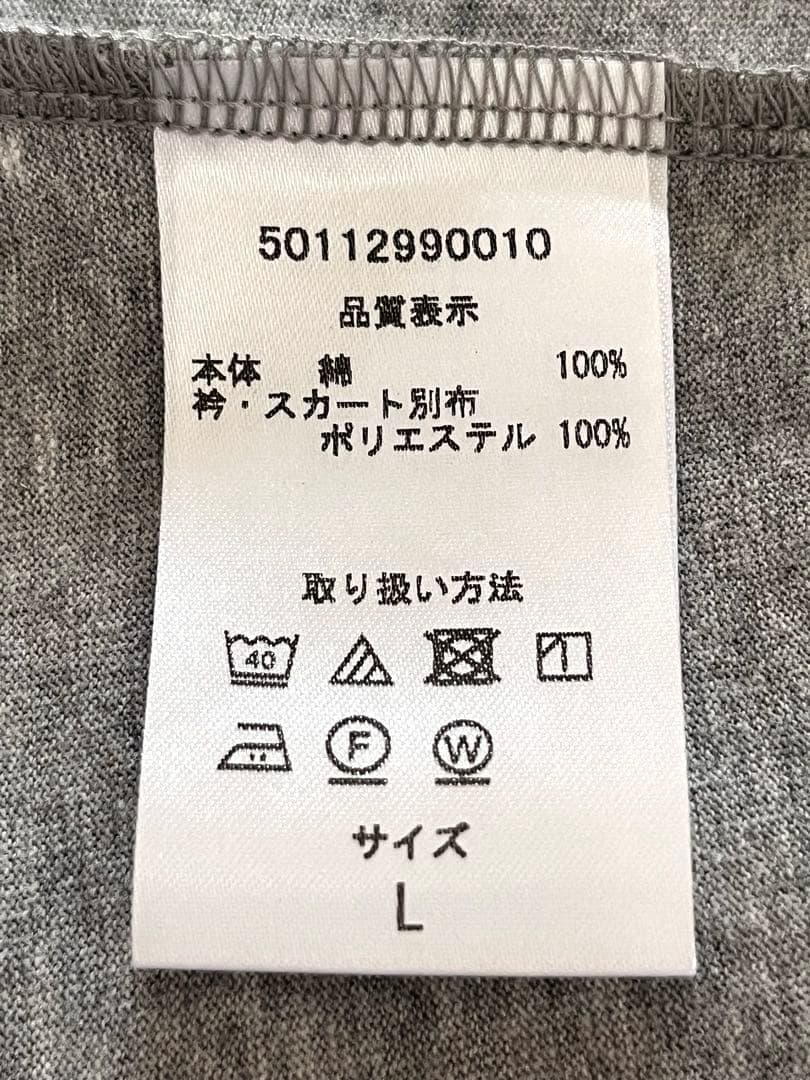 50112990010
品質表示
本体 綿 100%
衿・スカート別布
ポリエステル 100%
取り扱い方法
40
F W
サイズ
L